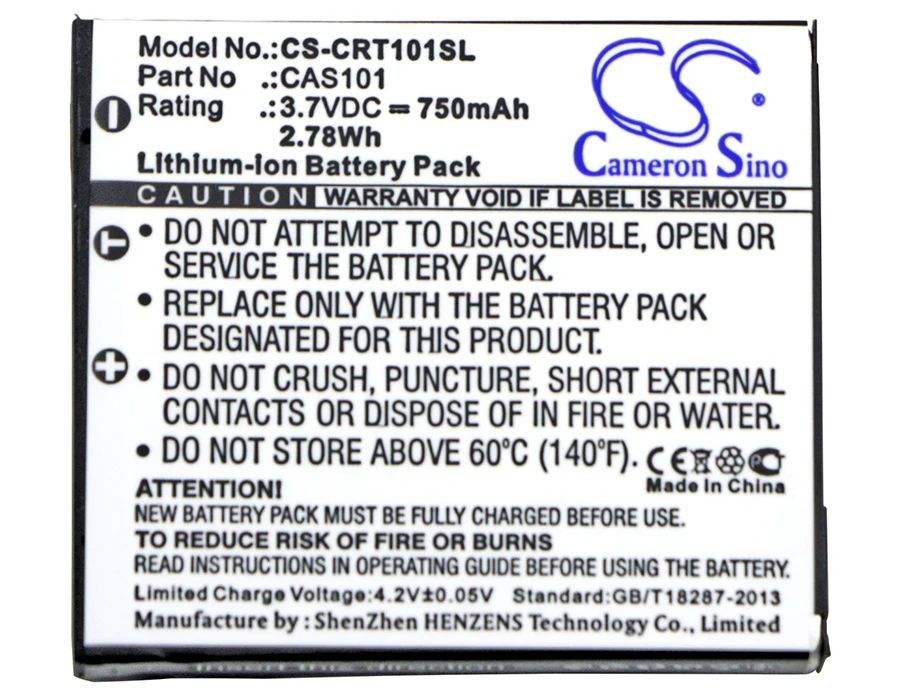 Model No.:CS-CRT101SL
Part No :.CAS101
Rating .:3.7VDC = 750mAh
2.78Wh
Lithium-ion Battery Pack
CS ®
Cameron Sino
CAUTION WARRANTY VOID IF LABEL IS REMOVED
• DO NOT ATTEMPT TO DISASSEMBLE, OPEN OR
SERVICE THE BATTERY PACK.
• REPLACE ONLY WITH THE BATTERY PACK
DESIGNATED FOR THIS PRODUCT.
• DO NOT CRUSH, PUNCTURE, SHORT EXTERNAL
CONTACTS OR DISPOSE OF IN FIRE OR WATER.
• DO NOT STORE ABOVE 60°C (140°F).
CE
Made In China
ATTENTION!
NEW BATTERY PACK MUST BE FULLY CHARGED BEFORE USE.
TO REDUCE RISK OF FIRE OR BURNS
READ INSTRUCTIONS IN OPERATING GUIDE TO USE THE BATTERY.
Limited Charge Voltage:4.2V±0.05V Standard:GB/T18287-2013
Manufacture by : ShenZhen HENZENS Technology Co., Limited
T